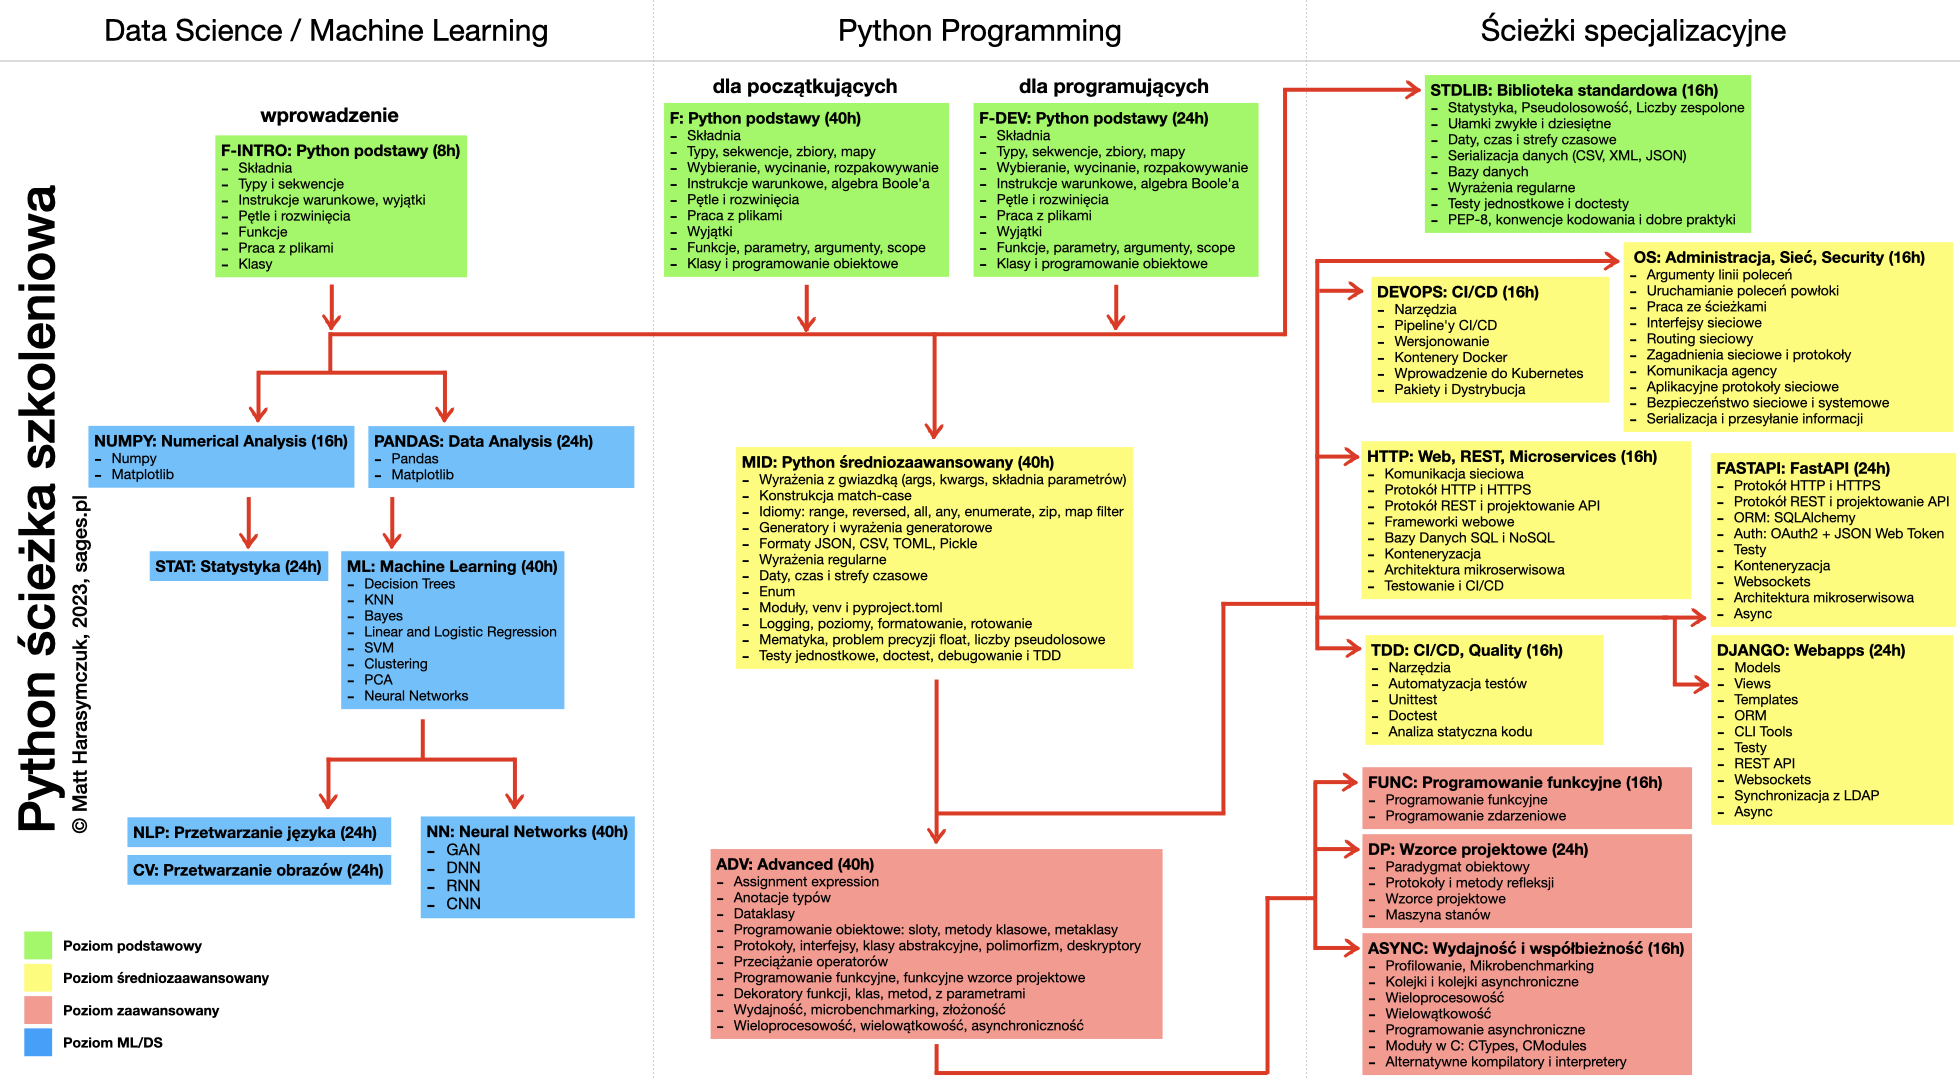 Data Science / Machine Learning
Python Programming
Ścieżki specjalizacyjne
Python ścieżka szkoleniowa
© Matt Harasymczuk, 2023, sages.pl
wprowadzenie
F-INTRO: Python podstawy (8h)
- Składnia
- Typy i sekwencje
- Instrukcje warunkowe, wyjątki
- Pętle i rozwinięcia
- Funkcje
- Praca z plikami
- Klasy
NUMPY: Numerical Analysis (16h)
- Numpy
- Matplotlib
PANDAS: Data Analysis (24h)
- Pandas
- Matplotlib
STAT: Statystyka (24h)
ML: Machine Learning (40h)
- Decision Trees
- KNN
- Bayes
- Linear and Logistic Regression
- SVM
- Clustering
- PCA
- Neural Networks
NLP: Przetwarzanie języka (24h)
CV: Przetwarzanie obrazów (24h)
NN: Neural Networks (40h)
- GAN
- DNN
- RNN
- CNN
Poziom podstawowy
Poziom średniozaawansowany
Poziom zaawansowany
Poziom ML/DS
dla początkujących
F: Python podstawy (40h)
- Składnia
- Typy, sekwencje, zbiory, mapy
- Wybieranie, wycinanie, rozpakowywanie
- Instrukcje warunkowe, algebra Boole'a
- Pętle i rozwinięcia
- Praca z plikami
- Wyjątki
- Funkcje, parametry, argumenty, scope
- Klasy i programowanie obiektowe
dla programujących
F-DEV: Python podstawy (24h)
- Składnia
- Typy, sekwencje, zbiory, mapy
- Wybieranie, wycinanie, rozpakowywanie
- Instrukcje warunkowe, algebra Boole'a
- Pętle i rozwinięcia
- Praca z plikami
- Wyjątki
- Funkcje, parametry, argumenty, scope
- Klasy i programowanie obiektowe
MID: Python średniozaawansowany (40h)
- Wyrażenia z gwiazdką (args, kwargs, składnia parametrów)
- Konstrukcja match-case
- Idiomy: range, reversed, all, any, enumerate, zip, map filter
- Generatory i wyrażenia generatorowe
- Formaty JSON, CSV, TOML, Pickle
- Wyrażenia regularne
- Daty, czas i strefy czasowe
- Enum
- Moduły, venv i pyproject.toml
- Logging, poziomy, formatowanie, rotowanie
- Mematyka, problem precyzji float, liczby pseudolosowe
- Testy jednostkowe, doctest, debugowanie i TDD
ADV: Advanced (40h)
- Assignment expression
- Anotacje typów
- Dataklasy
- Programowanie obiektowe: sloty, metody klasowe, metaklasy
- Protokoły, interfejsy, klasy abstrakcyjne, polimorfizm, deskryptory
- Przeciążanie operatorów
- Programowanie funkcyjne, funkcyjne wzorce projektowe
- Dekoratory funkcji, klas, metod, z parametrami
- Wydajność, microbenchmarking, złożoność
- Wieloprocesowość, wielowątkowość, asynchroniczność
STDLIB: Biblioteka standardowa (16h)
- Statystyka, Pseudolosowość, Liczby zespolone
- Ułamki zwykłe i dziesiętne
- Daty, czas i strefy czasowe
- Serializacja danych (CSV, XML, JSON)
- Bazy danych
- Wyrażenia regularne
- Testy jednostkowe i doctesty
- PEP-8, konwencje kodowania i dobre praktyki
OS: Administracja, Sieć, Security (16h)
- Argumenty linii poleceń
- Uruchamianie poleceń powłoki
- Praca ze ścieżkami
- Interfejsy sieciowe
- Routing sieciowy
- Zagadnienia sieciowe i protokoły
- Komunikacja agency
- Aplikacyjne protokoły sieciowe
- Bezpieczeństwo sieciowe i systemowe
- Serializacja i przesyłanie informacji
DEVOPS: CI/CD (16h)
- Narzędzia
- Pipeline'y CI/CD
- Wersjonowanie
- Kontenery Docker
- Wprowadzenie do Kubernetes
- Pakiety i Dystrybucja
HTTP: Web, REST, Microservices (16h)
- Komunikacja sieciowa
- Protokół HTTP i HTTPS
- Protokół REST i projektowanie API
- Frameworki webowe
- Bazy Danych SQL i NoSQL
- Konteneryzacja
- Architektura mikroserwisowa
- Testowanie i CI/CD
FASTAPI: FastAPI (24h)
- Protokół HTTP i HTTPS
- Protokół REST i projektowanie API
- ORM: SQLAlchemy
- Auth: OAuth2 + JSON Web Token
- Testy
- Konteneryzacja
- Websockets
- Architektura mikroserwisowa
- Async
TDD: CI/CD, Quality (16h)
- Narzędzia
- Automatyzacja testów
- Unittest
- Doctest
- Analiza statyczna kodu
DJANGO: Webapps (24h)
- Models
- Views
- Templates
- ORM
- CLI Tools
- Testy
- REST API
- Websockets
- Synchronizacja z LDAP
- Async
FUNC: Programowanie funkcyjne (16h)
- Programowanie funkcyjne
- Programowanie zdarzeniowe
DP: Wzorce projektowe (24h)
- Paradygmat obiektowy
- Protokoły i metody refleksji
- Wzorce projektowe
- Maszyna stanów
ASYNC: Wydajność i współbieżność (16h)
- Profilowanie, Mikrobenchmarking
- Kolejki i kolejki asynchroniczne
- Wieloprocesowość
- Wielowątkowość
- Programowanie asynchroniczne
- Moduły w C: CTypes, CModules
- Alternatywne kompilatory i interpretery